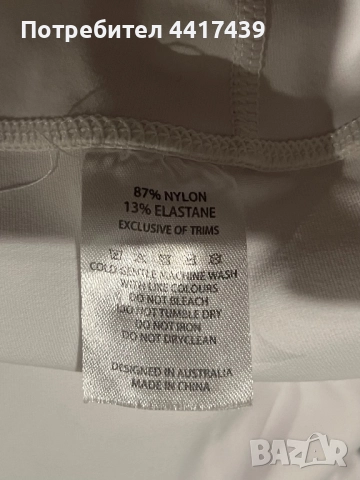 Потребител 4417439
87% NYLON
13% ELASTANE
EXCLUSIVE OF TRIMS
COLD GENTLE MACHINE WASH
WITH LIKE COLOURS
DO NOT BLEACH
DO NOT TUMBLE DRY
DO NOT IRON
DO NOT DRYCLEAN
DESIGNED IN AUSTRALIA
MADE IN CHINA
BAZAR